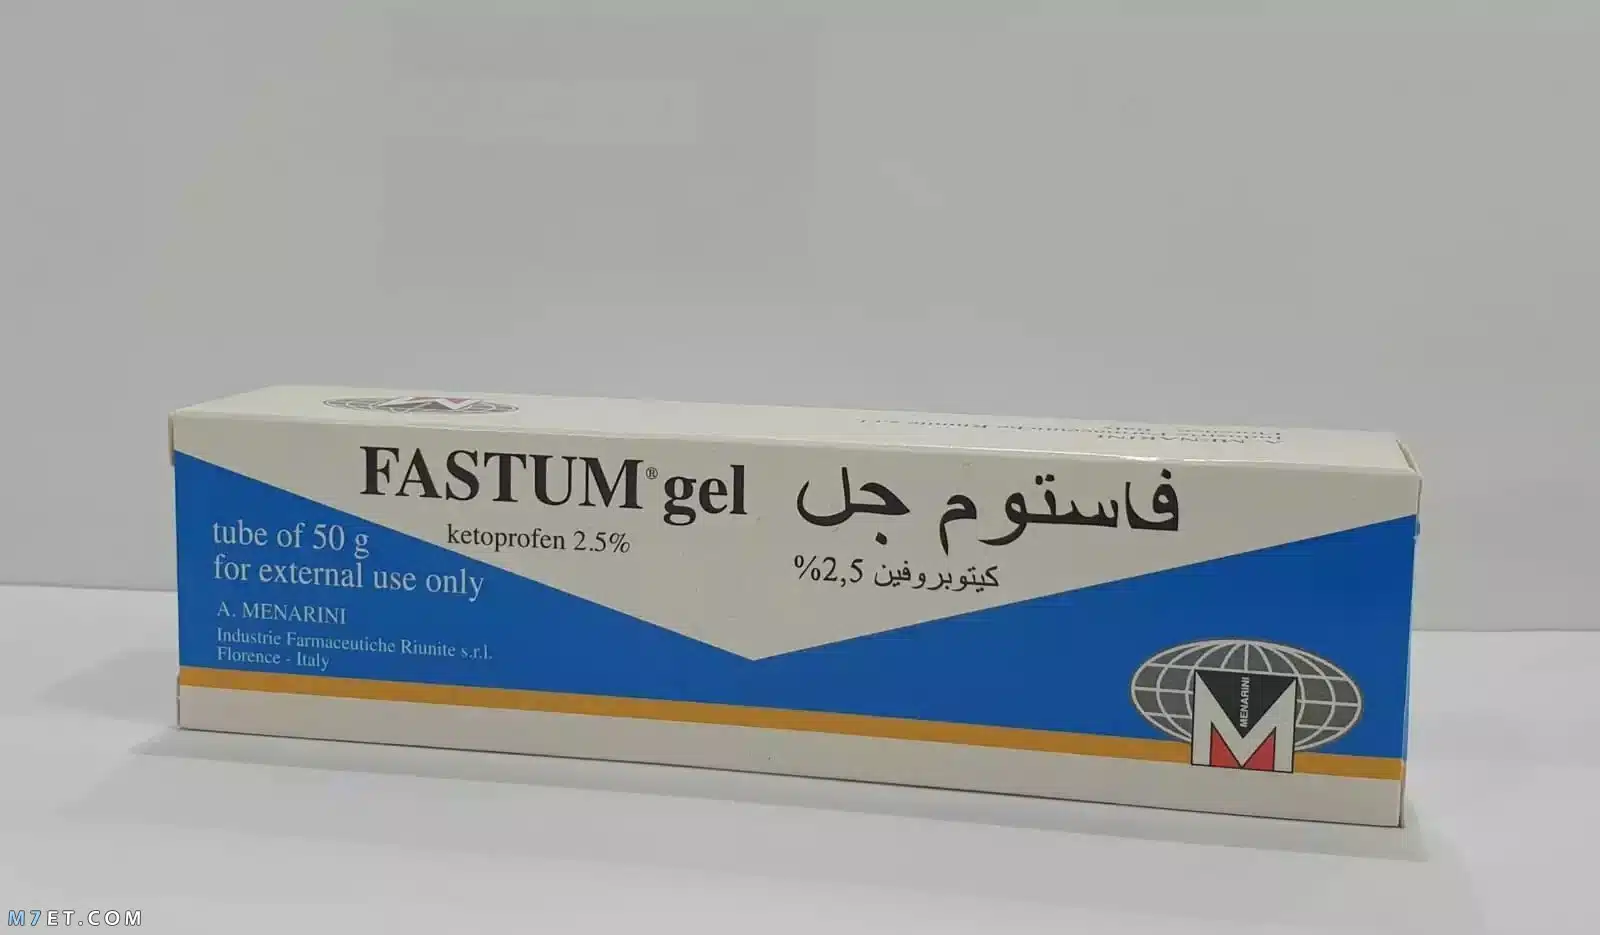 FASTUM® gel
ketoprofen 2.5%
فاستوم جل
كيتوبروفين 2,5%
tube of 50 g
for external use only
A. MENARINI
Industrie Farmaceutiche Riunite s.r.l.
Florence - Italy
MENARINI
M7ET.COM